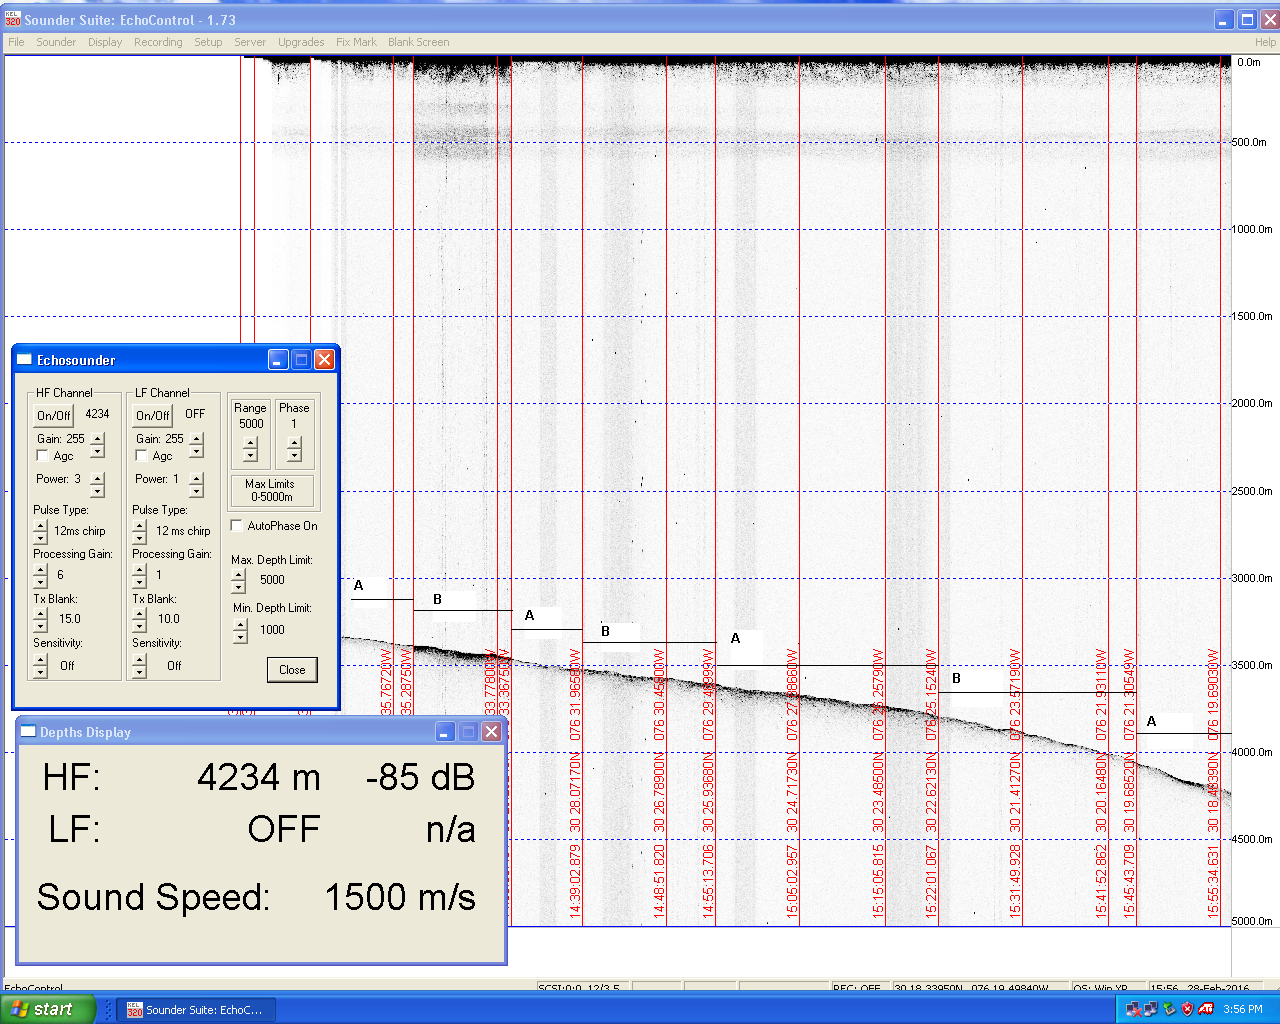 KEL 320 Sounder Suite: EchoControl - 1.73
File Sounder Display Recording Setup Server Upgrades Fix Mark Blank Screen Help
0.0m
500.0m
1000.0m
1500.0m
2000.0m
2500.0m
3000.0m
3500.0m
4000.0m
4500.0m
5000.0m
Echosounder
HF Channel
On/Off 4234
Gain: 255
Agc
Power: 3
Pulse Type:
12ms chirp
Processing Gain:
6
Tx Blank:
15.0
Sensitivity:
Off
LF Channel
On/Off OFF
Gain: 255
Agc
Power: 1
Pulse Type:
12 ms chirp
Processing Gain:
1
Tx Blank:
10.0
Sensitivity:
Off
Range
5000
Phase
1
Max Limits
0-5000m
AutoPhase On
Max. Depth Limit:
5000
Min. Depth Limit:
1000
Close
A
B
A
B
A
B
A
35.76720W
35.28750W
33.77800W
33.38750W
14:39:02.879 30 28.07170N 076 31.96580W
14:48:51.820 30 26.78900N 076 30.45900W
14:55:13.706 30 25.93680N 076 29.46999W
15:05:02.957 30 24.71730N
15:15:05.815 30 23.48500N 25790W
15:22:01.067 30 22.62130N 076 25.15240W
15:31:49.928 30 21.41270N 076 23.57190W
15:41:52.862 30 20.16480N 076 21.93110W
15:45:43.709 30 19.68520N 076 21.30549W
15:55:34.631 30 18.48390N 076 19.69030W
Depths Display
HF: 4234 m -85 dB
LF: OFF n/a
Sound Speed: 1500 m/s
EchoControl SCSI:0:0 12/3.5 REC: OFF 30 18.33950N 076 19.49840W OS: Win XP 15:56 28-Feb-2016
start KEL 320 Sounder Suite: EchoC... ATI 3:56 PM